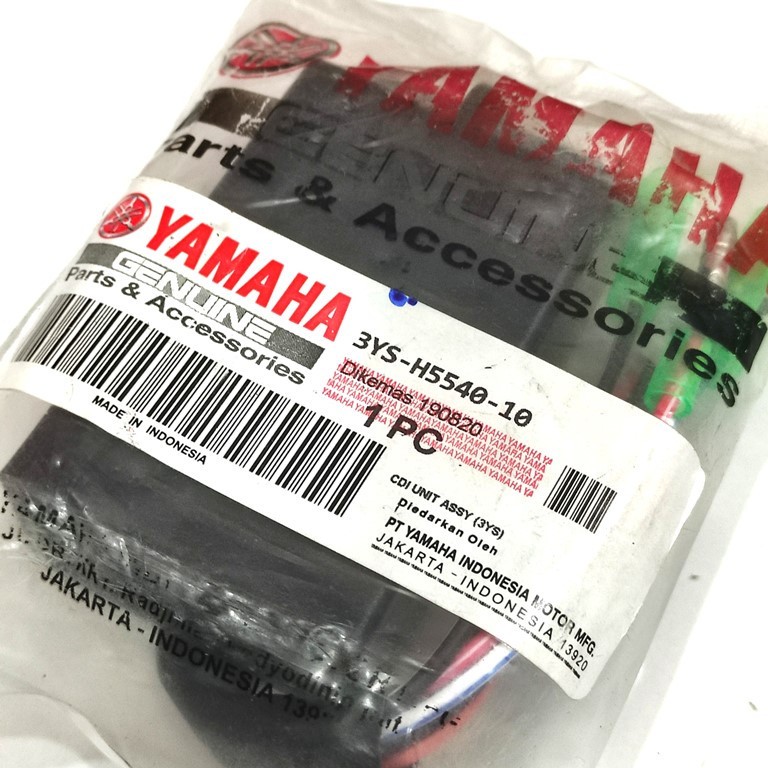 YAMAHA
GENUINE
Parts & Accessories
YAMAHA
GENUINE
Parts & Accessories
MADE IN INDONESIA
3YS-H5540-10
Dikemas 190820
1 PC
CDI UNIT ASSY (3YS)
Diedarkan Oleh
PT YAMAHA INDONESIA MOTOR MFG.
JAKARTA - INDONESIA 13920
JAKARTA - INDONESIA